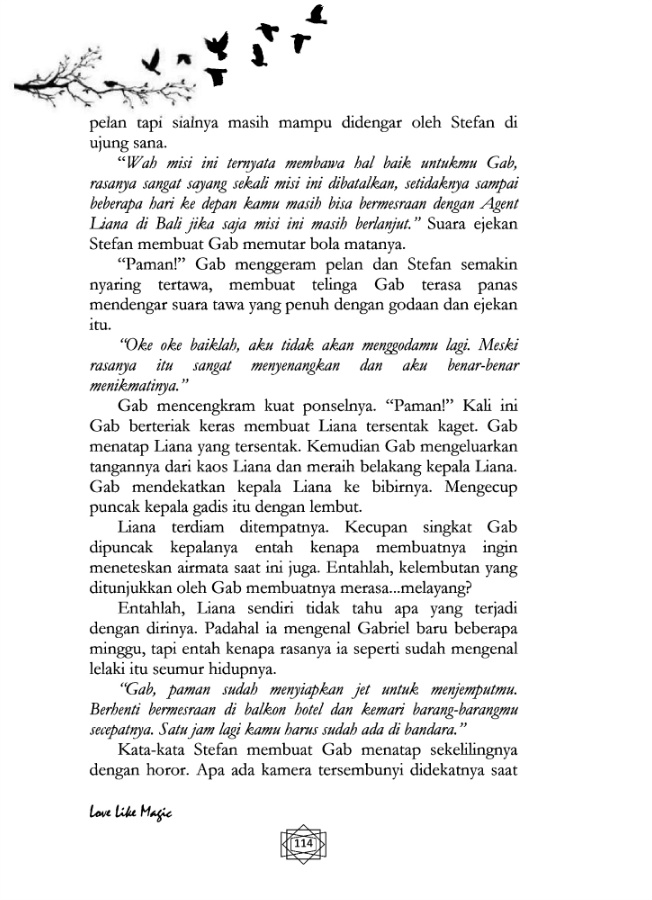 pelan tapi sialnya masih mampu didengar oleh Stefan di
ujung sana.
“Wah misi ini ternyata membawa hal baik untukmu Gab,
rasanya sangat sayang sekali misi ini dibatalkan, setidaknya sampai
beberapa hari ke depan kamu masih bisa bermesraan dengan Agent
Liana di Bali jika saja misi ini masih berlanjut.” Suara ejekan
Stefan membuat Gab memutar bola matanya.
“Paman!” Gab menggeram pelan dan Stefan semakin
nyaring tertawa, membuat telinga Gab terasa panas
mendengar suara tawa yang penuh dengan godaan dan ejekan
itu.
“Oke oke baiklah, aku tidak akan menggodamu lagi. Meski
rasanya itu sangat menyenangkan dan aku benar-benar
menikmatinya.”
Gab mencengkram kuat ponselnya. “Paman!” Kali ini
Gab berteriak keras membuat Liana tersentak kaget. Gab
menatap Liana yang tersentak. Kemudian Gab mengeluarkan
tangannya dari kaos Liana dan meraih belakang kepala Liana.
Gab mendekatkan kepala Liana ke bibirnya. Mengecup
puncak kepala gadis itu dengan lembut.
Liana terdiam ditempatnya. Kecupan singkat Gab
dipuncak kepalanya entah kenapa membuatnya ingin
meneteskan airmata saat ini juga. Entahlah, kelembutan yang
ditunjukkan oleh Gab membuatnya merasa...melayang?
Entahlah, Liana sendiri tidak tahu apa yang terjadi
dengan dirinya. Padahal ia mengenal Gabriel baru beberapa
minggu, tapi entah kenapa rasanya ia seperti sudah mengenal
lelaki itu seumur hidupnya.
“Gab, paman sudah menyiapkan jet untuk menjemputmu.
Berhenti bermesraan di balkon hotel dan kemari barang-barangmu
secepatnya. Satu jam lagi kamu harus sudah ada di bandara.”
Kata-kata Stefan membuat Gab menatap sekelilingnya
dengan horor. Apa ada kamera tersembunyi didekatnya saat
Love Like Magic
114